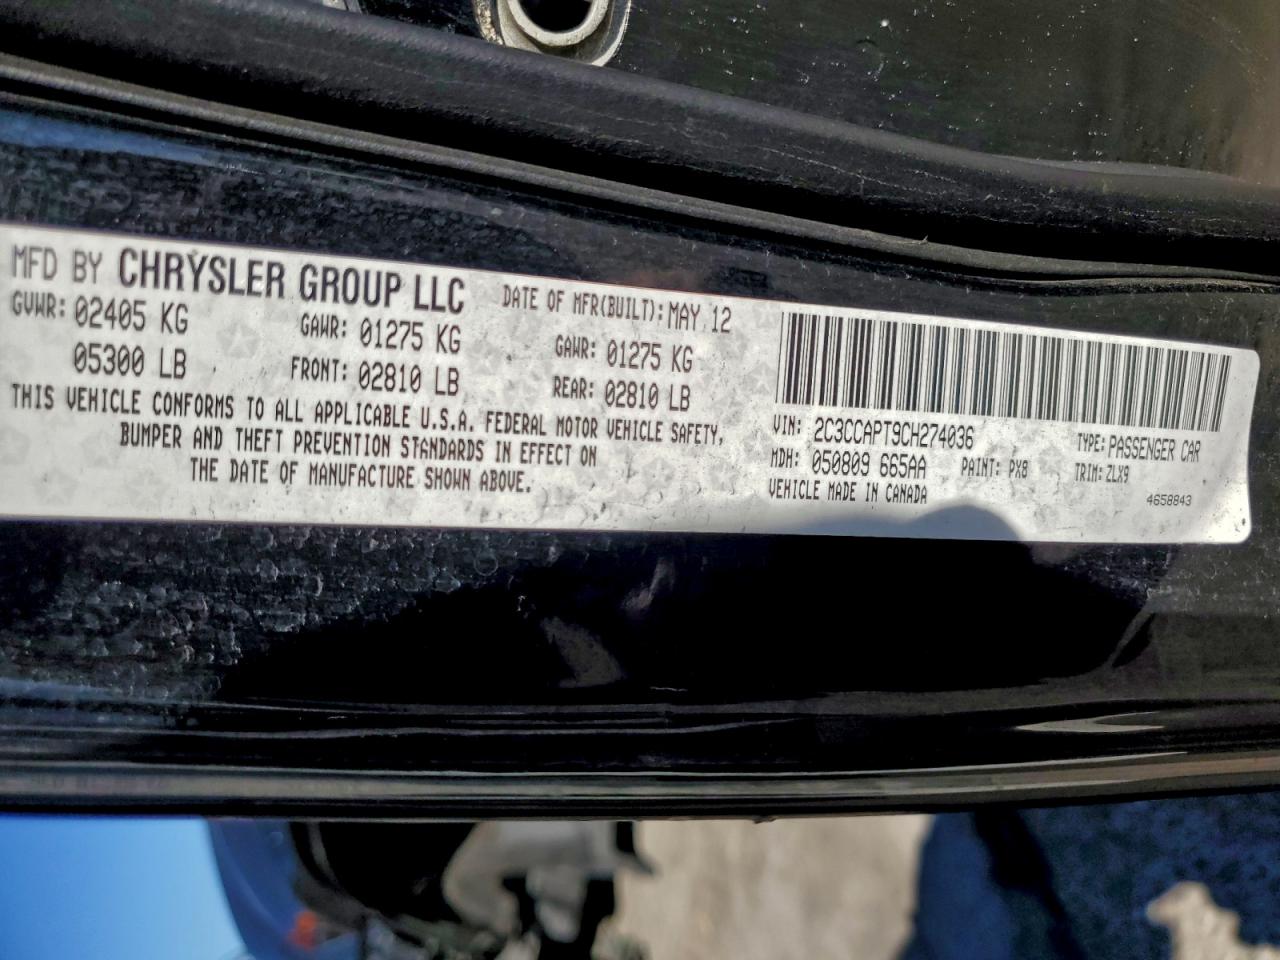 MFD BY CHRYSLER GROUP LLC
DATE OF MFR(BUILT): MAY 12
GVWR: 02405 KG
05300 LB
GAWR: 01275 KG
FRONT: 02810 LB
GAWR: 01275 KG
REAR: 02810 LB
THIS VEHICLE CONFORMS TO ALL APPLICABLE U.S.A. FEDERAL MOTOR VEHICLE SAFETY,
BUMPER AND THEFT PREVENTION STANDARDS IN EFFECT ON
THE DATE OF MANUFACTURE SHOWN ABOVE.
VIN: 2C3CCAPT9CH274036
TYPE: PASSENGER CAR
MDH: 050809 665AA
PAINT: PX8
TRIM: ZLX9
VEHICLE MADE IN CANADA
4658843